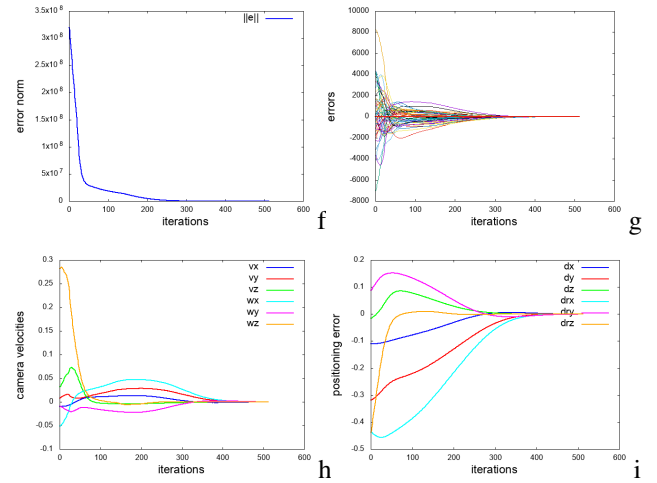 ||e||
3.5x10^8
3x10^8
2.5x10^8
2x10^8
1.5x10^8
1x10^8
5x10^7
0
0 100 200 300 400 500 600
error norm
iterations
f
10000
8000
6000
4000
2000
0
-2000
-4000
-6000
-8000
0 100 200 300 400 500 600
errors
iterations
g
0.3
0.25
0.2
0.15
0.1
0.05
0
-0.05
-0.1
0 100 200 300 400 500 600
camera velocities
iterations
vx
vy
vz
wx
wy
wz
h
0.2
0.1
0
-0.1
-0.2
-0.3
-0.4
-0.5
0 100 200 300 400 500 600
positioning error
iterations
dx
dy
dz
drx
dry
drz
i